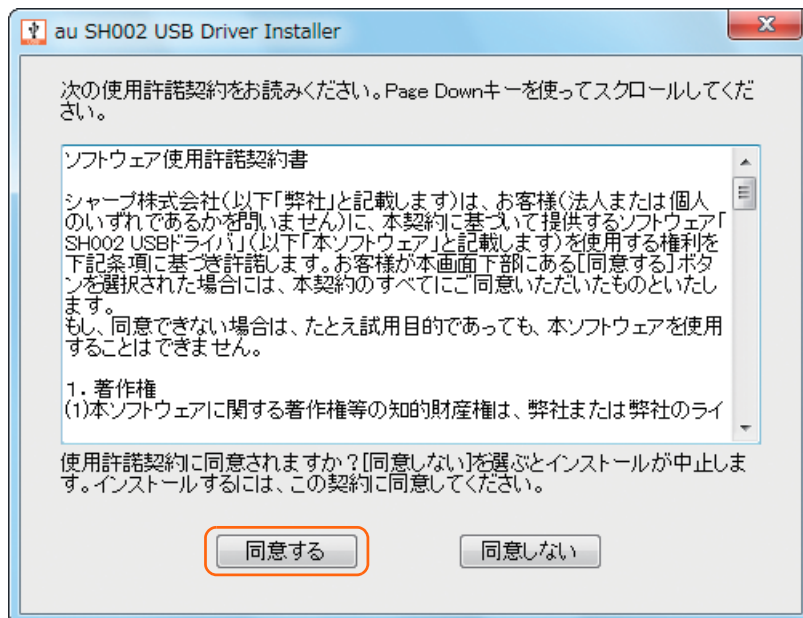 au SH002 USB Driver Installer
次の使用許諾契約をお読みください。Page Downキーを使ってスクロールしてくだ
さい。
ソフトウェア使用許諾契約書
シャープ株式会社(以下「弊社」と記載します)は、お客様(法人または個人
のいずれであるかを問いません)に、本契約に基づいて提供するソフトウェア「
SH002 USBドライバ」(以下「本ソフトウェア」と記載します)を使用する権利を
下記条項に基づき許諾します。お客様が本画面下部にある[同意する]ボタ
ンを選択された場合には、本契約のすべてにご同意いただいたものといたし
ます。
もし、同意できない場合は、たとえ試用目的であっても、本ソフトウェアを使用
することはできません。
1．著作権
(1)本ソフトウェアに関する著作権等の知的財産権は、弊社または弊社のライ
使用許諾契約に同意されますか？[同意しない]を選ぶとインストールが中止しま
す。インストールするには、この契約に同意してください。
同意する
同意しない